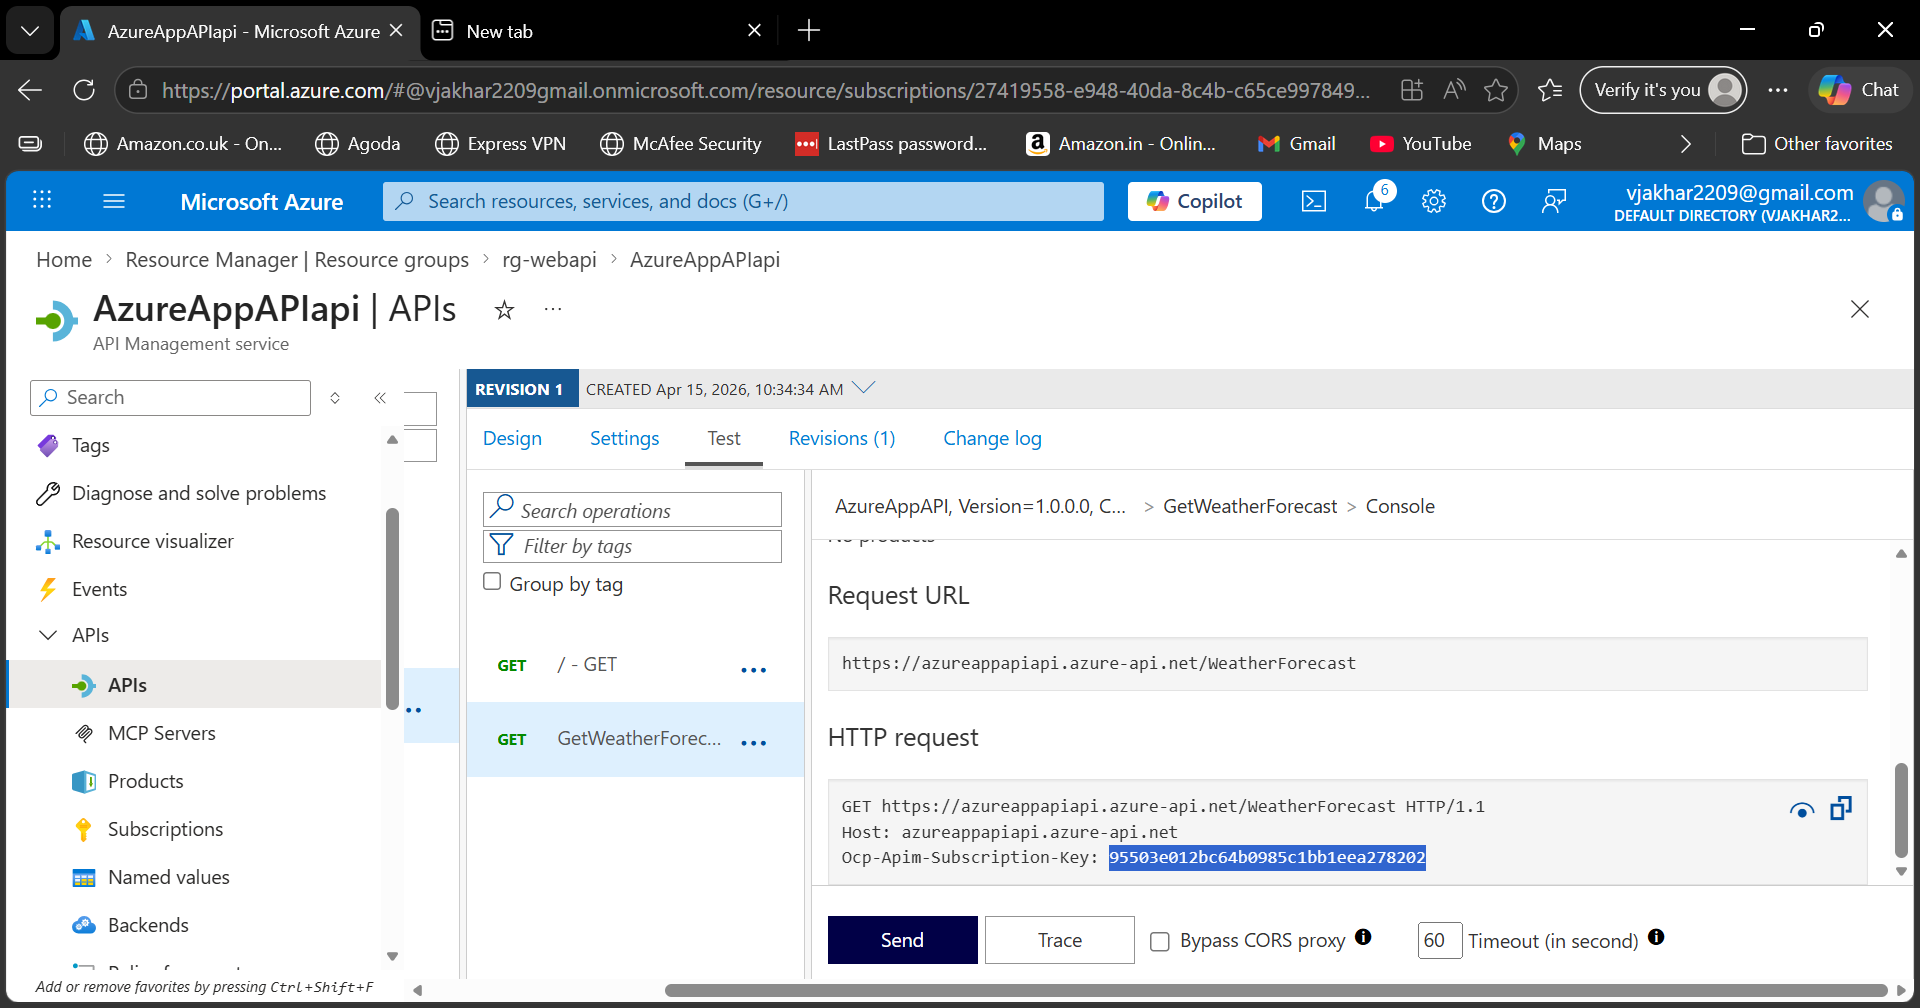 AzureAppAPIapi - Microsoft Azure
New tab
https://portal.azure.com/#@vjakhar2209gmail.onmicrosoft.com/resource/subscriptions/27419558-e948-40da-8c4b-c65ce997849...
Verify it's you
Chat
Amazon.co.uk - On...
Agoda
Express VPN
McAfee Security
LastPass password...
Amazon.in - Onlin...
Gmail
YouTube
Maps
Other favorites
Microsoft Azure
Search resources, services, and docs (G+/)
Copilot
6
vjakhar2209@gmail.com
DEFAULT DIRECTORY (VJAKHAR2...
Home > Resource Manager | Resource groups > rg-webapi > AzureAppAPIapi
AzureAppAPIapi | APIs
API Management service
Search
Tags
Diagnose and solve problems
Resource visualizer
Events
APIs
APIs
MCP Servers
Products
Subscriptions
Named values
Backends
Add or remove favorites by pressing Ctrl+Shift+F
REVISION 1
CREATED Apr 15, 2026, 10:34:34 AM
Design
Settings
Test
Revisions (1)
Change log
Search operations
Filter by tags
Group by tag
GET / - GET
GET GetWeatherForec...
AzureAppAPI, Version=1.0.0.0, C... > GetWeatherForecast > Console
No products
Request URL
https://azureappapiapi.azure-api.net/WeatherForecast
HTTP request
GET https://azureappapiapi.azure-api.net/WeatherForecast HTTP/1.1
Host: azureappapiapi.azure-api.net
Ocp-Apim-Subscription-Key: 95503e012bc64b0985c1bb1eea278202
Send
Trace
Bypass CORS proxy
60
Timeout (in second)